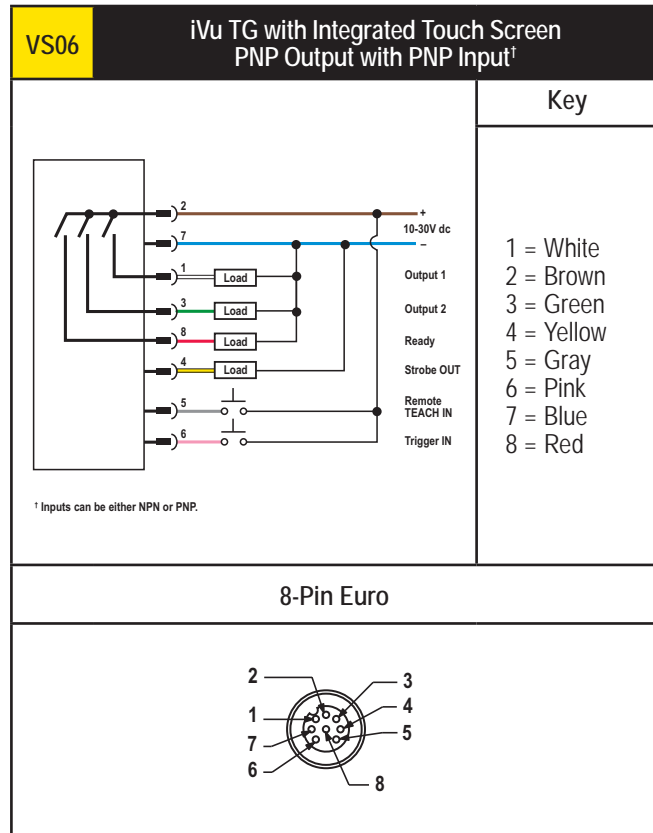 VS06
iVu TG with Integrated Touch Screen
PNP Output with PNP Input†
Key
2
+
10-30V dc
7
–
1
Load
Output 1
3
Load
Output 2
8
Load
Ready
4
Load
Strobe OUT
5
Remote
TEACH IN
6
Trigger IN
† Inputs can be either NPN or PNP.
1 = White
2 = Brown
3 = Green
4 = Yellow
5 = Gray
6 = Pink
7 = Blue
8 = Red
8-Pin Euro
2
3
1
4
7
5
6
8